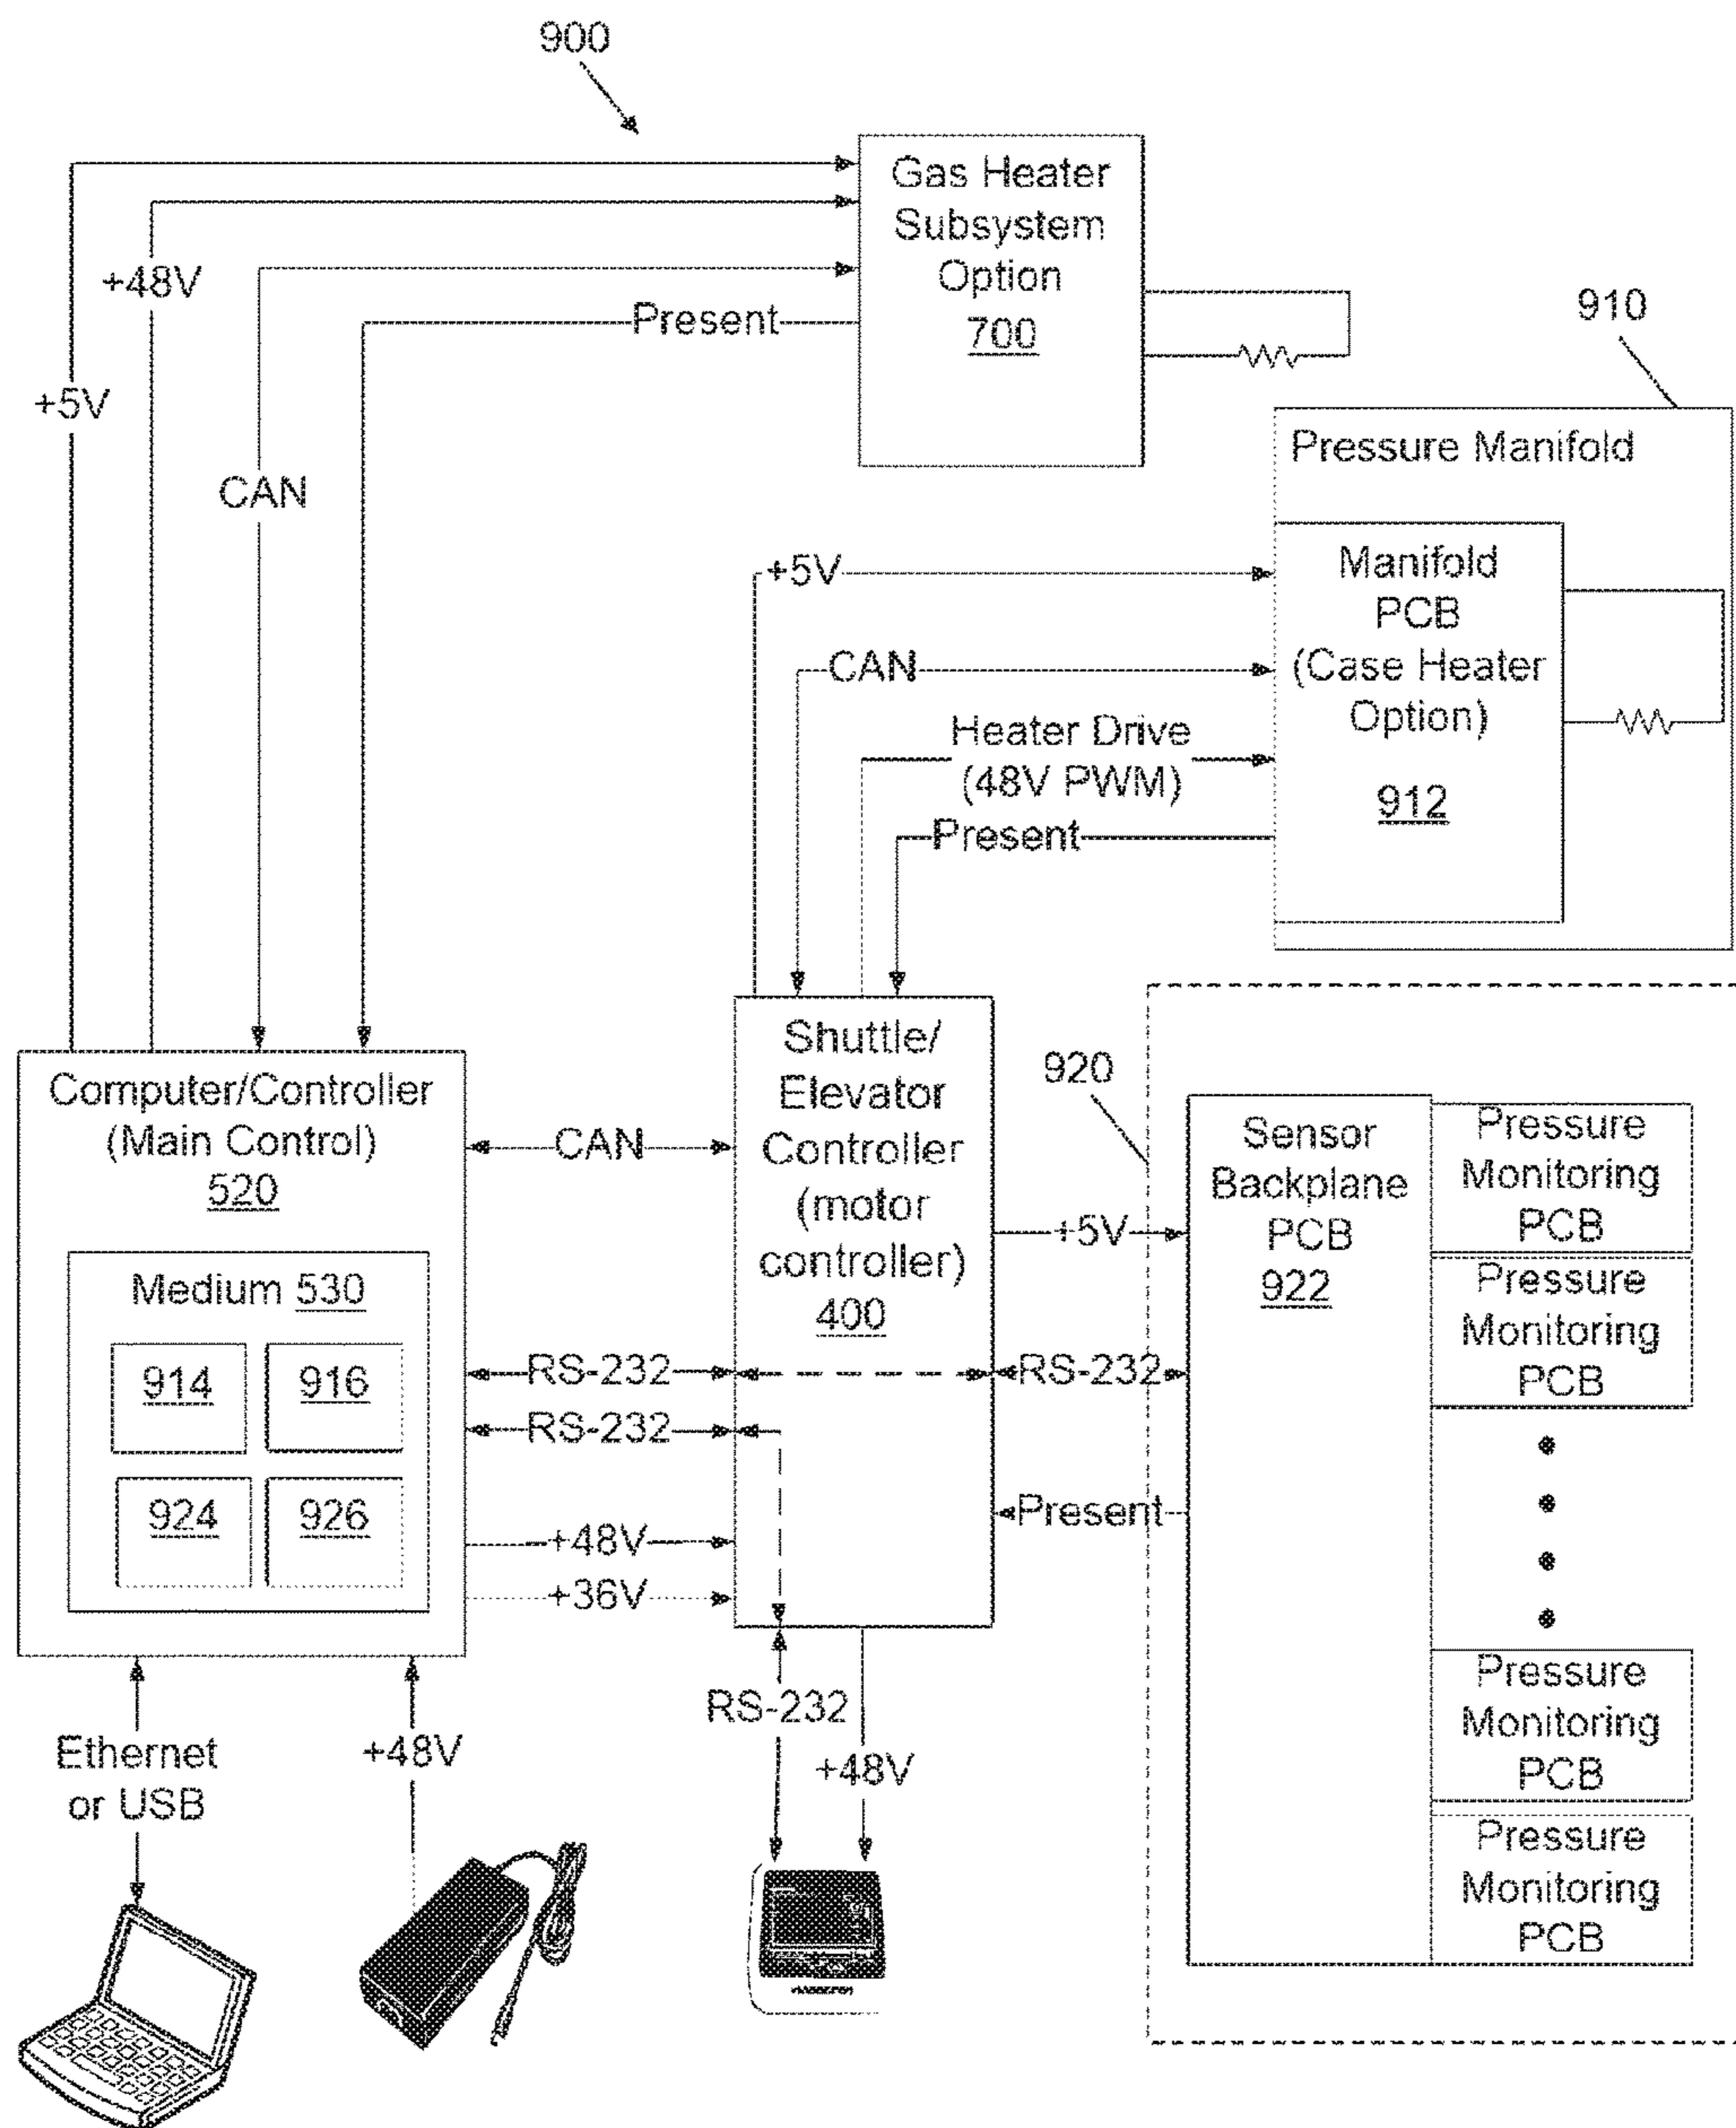 900
Gas Heater
Subsystem
Option
700
+5V
+48V
CAN
Present
910
Pressure Manifold
Manifold
PCB
(Case Heater
Option)
912
+5V
CAN
Heater Drive
(48V PWM)
Present
Computer/Controller
(Main Control)
520
Medium 530
914
916
924
926
CAN
RS-232
RS-232
+48V
+36V
Shuttle/
Elevator
Controller
(motor
controller)
400
920
+5V
RS-232
Present
Sensor
Backplane
PCB
922
Pressure
Monitoring
PCB
Pressure
Monitoring
PCB
Pressure
Monitoring
PCB
Pressure
Monitoring
PCB
Ethernet
or USB
+48V
RS-232
+48V